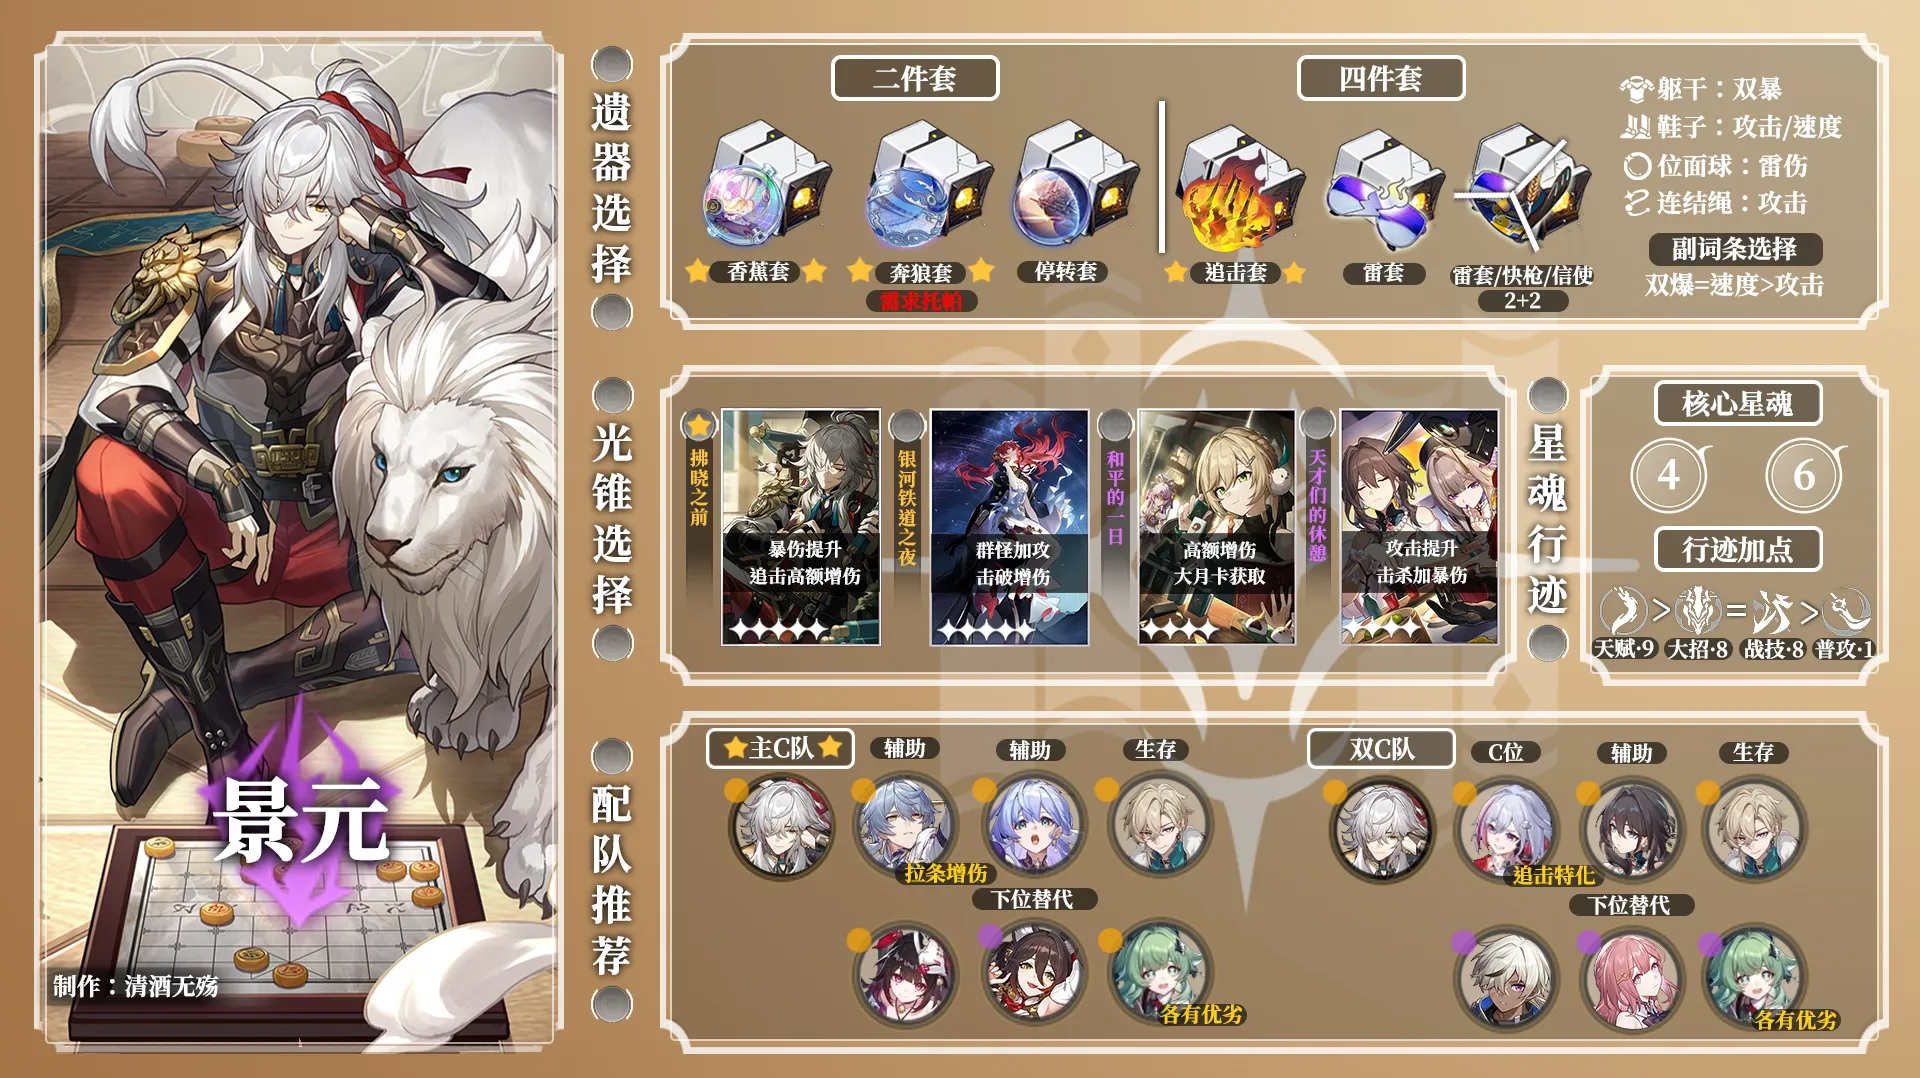 景元
制作：清酒无殇
遗器选择
二件套
香蕉套
奔狼套
需求托帕
停转套
四件套
追击套
雷套
雷套/快枪/信使
2+2
躯干：双暴
鞋子：攻击/速度
位面球：雷伤
连结绳：攻击
副词条选择
双爆=速度>攻击
光锥选择
拂晓之前
暴伤提升
追击高额增伤
银河铁道之夜
群怪加攻
击破增伤
和平的一日
高额增伤
大月卡获取
天才们的休憩
攻击提升
击杀加暴伤
星魂行迹
核心星魂
4
6
行迹加点
> = >
天赋·9 大招·8 战技·8 普攻·1
配队推荐
主C队
辅助
辅助
生存
拉条增伤
下位替代
各有优劣
双C队
C位
辅助
生存
追击特化
下位替代
各有优劣